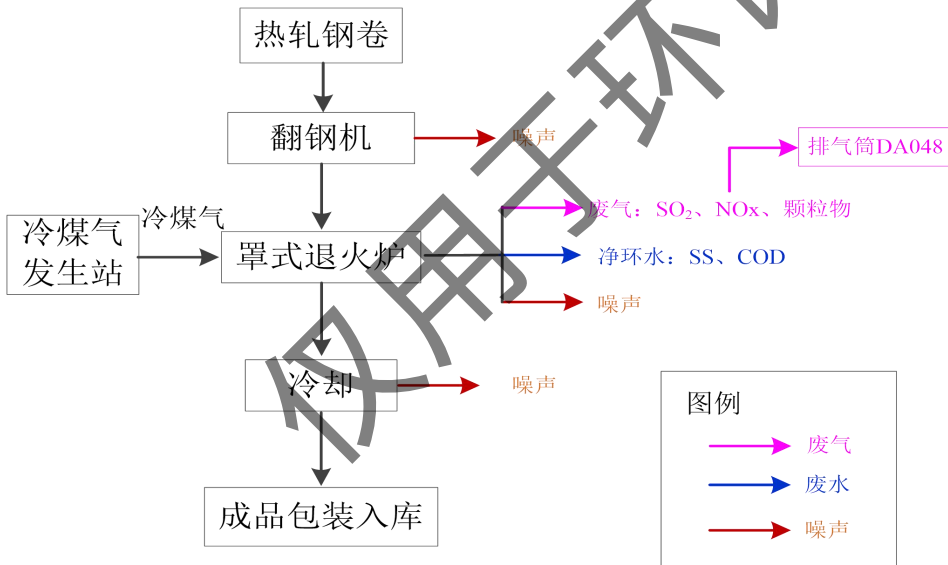 热轧钢卷
翻钢机
噪声
排气筒DA048
冷煤气
冷煤气
发生站
罩式退火炉
废气：SO₂、NOx、颗粒物
净环水：SS、COD
噪声
冷却
噪声
成品包装入库
图例
废气
废水
噪声
仅用于环